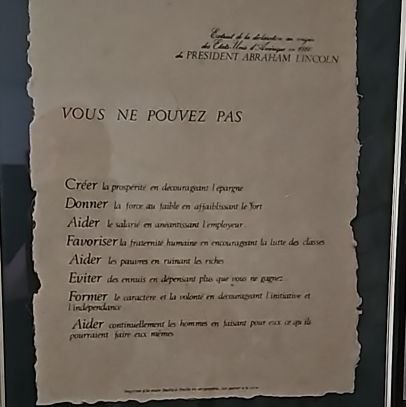 Extrait de la déclaration au congrès
des Etats-Unis d'Amérique en 1860
du PRESIDENT ABRAHAM LINCOLN
VOUS NE POUVEZ PAS
Créer la prospérité en décourageant l'épargne
Donner la force au faible en affaiblissant le fort
Aider le salarié en anéantissant l'employeur
Favoriser la fraternité humaine en encourageant la lutte des classes
Aider les pauvres en ruinant les riches
Eviter des ennuis en dépensant plus que vous ne gagnez
Former le caractère et la volonté en décourageant l'initiative et
l'indépendance
Aider continuellement les hommes en faisant pour eux ce qu'ils
pourraient faire eux mêmes